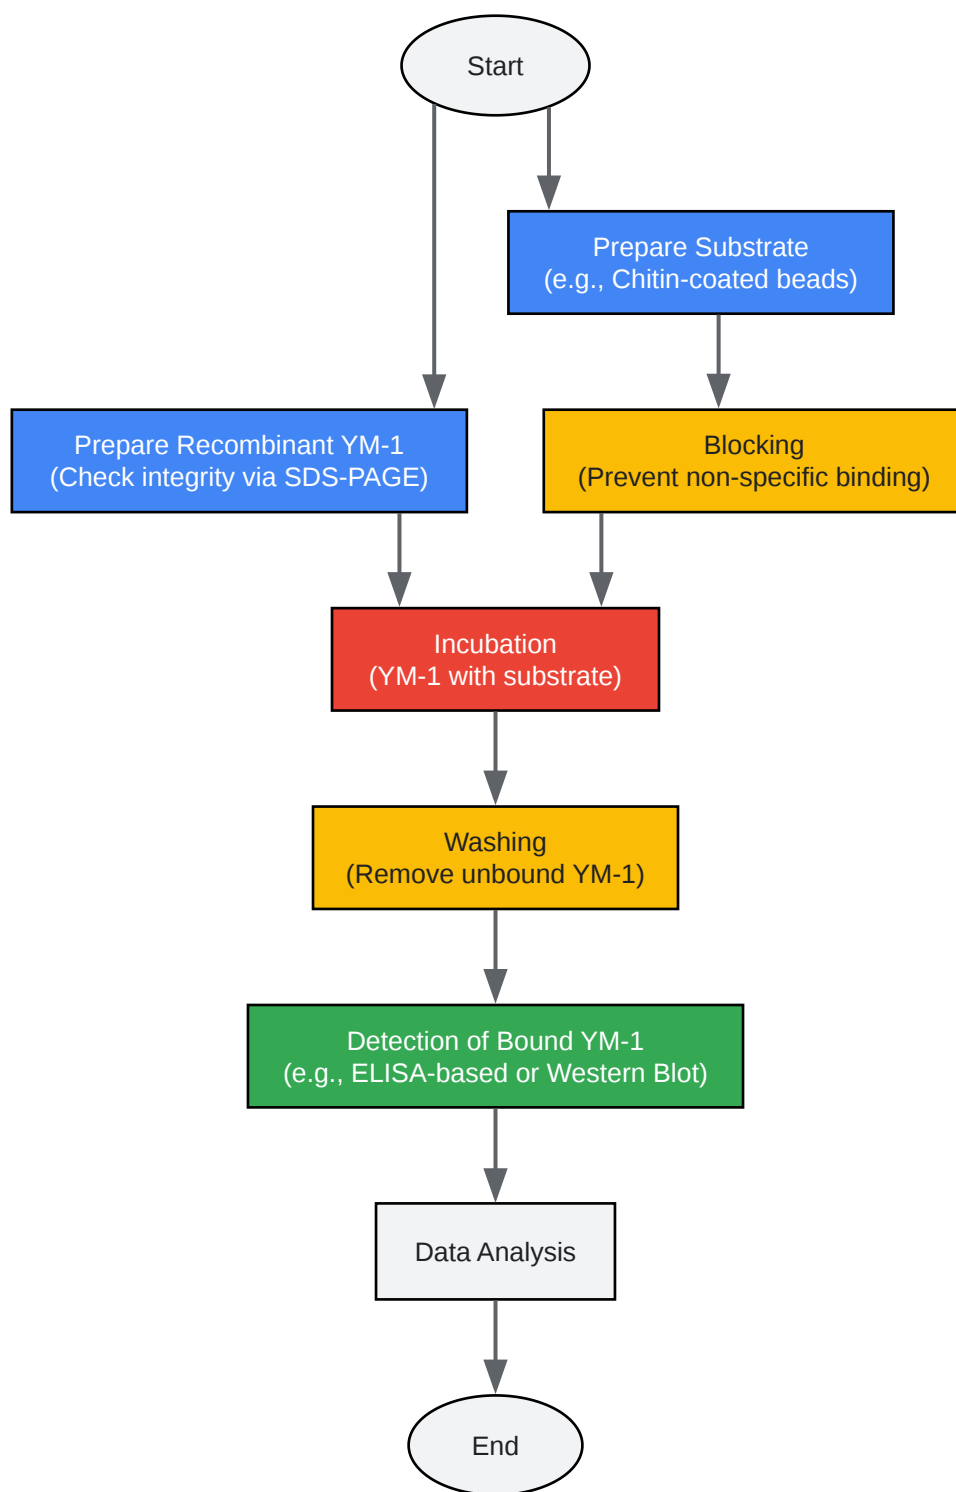 Start
Prepare Substrate
(e.g., Chitin-coated beads)
Prepare Recombinant YM-1
(Check integrity via SDS-PAGE)
Blocking
(Prevent non-specific binding)
Incubation
(YM-1 with substrate)
Washing
(Remove unbound YM-1)
Detection of Bound YM-1
(e.g., ELISA-based or Western Blot)
Data Analysis
End